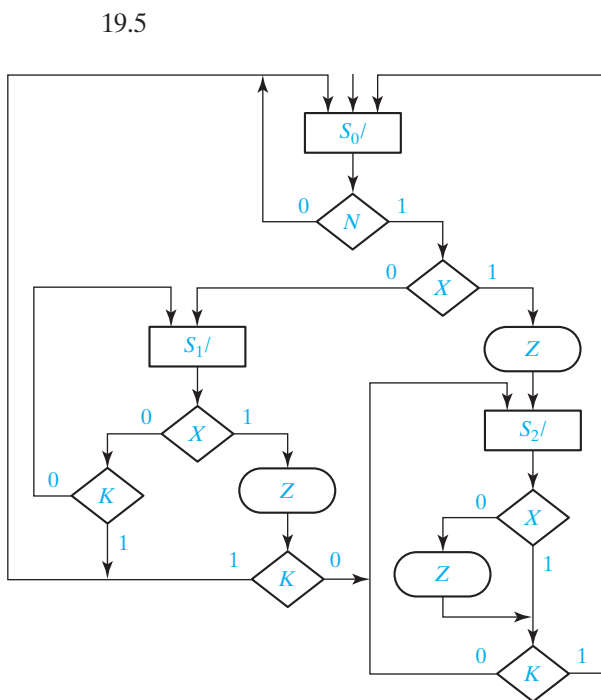 19.5
S₀/
0 N 1
0 X 1
S₁/
Z
0 X 1
S₂/
0 K
Z
0 X
1
1 K 0
Z
1
0 K 1